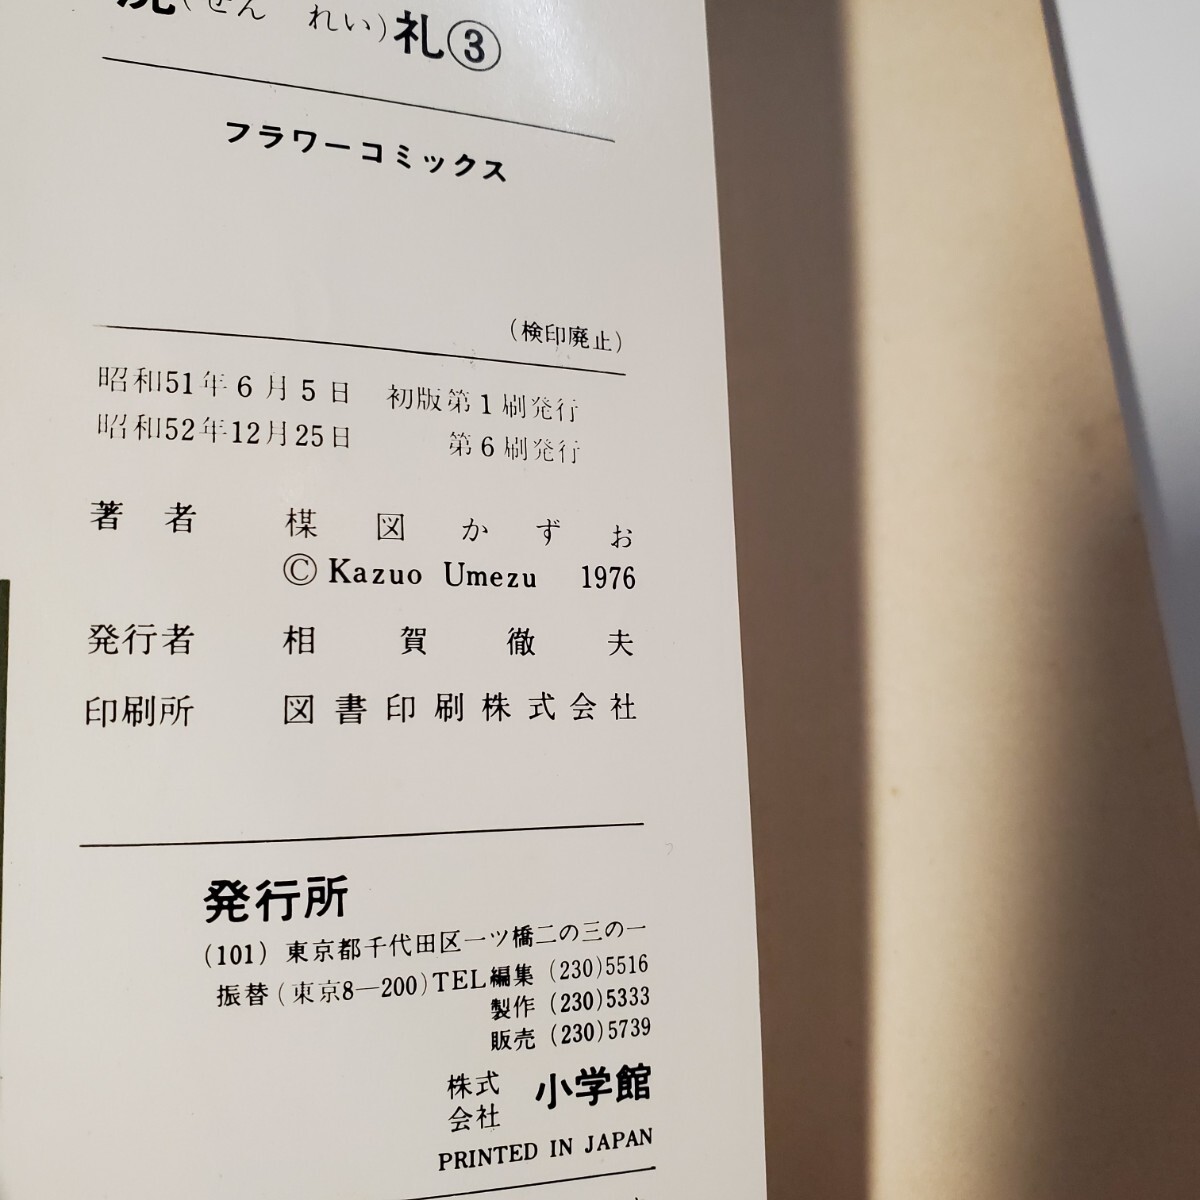 洗(せん れい)礼③
フラワーコミックス
(検印廃止)
昭和51年6月5日 初版第1刷発行
昭和52年12月25日 第6刷発行
著者 楳図かずお
© Kazuo Umezu 1976
発行者 相賀徹夫
印刷所 図書印刷株式会社
発行所
(101) 東京都千代田区一ツ橋二の三の一
振替(東京8—200)TEL編集(230)5516
製作(230)5333
販売(230)5739
株式会社 小学館
PRINTED IN JAPAN